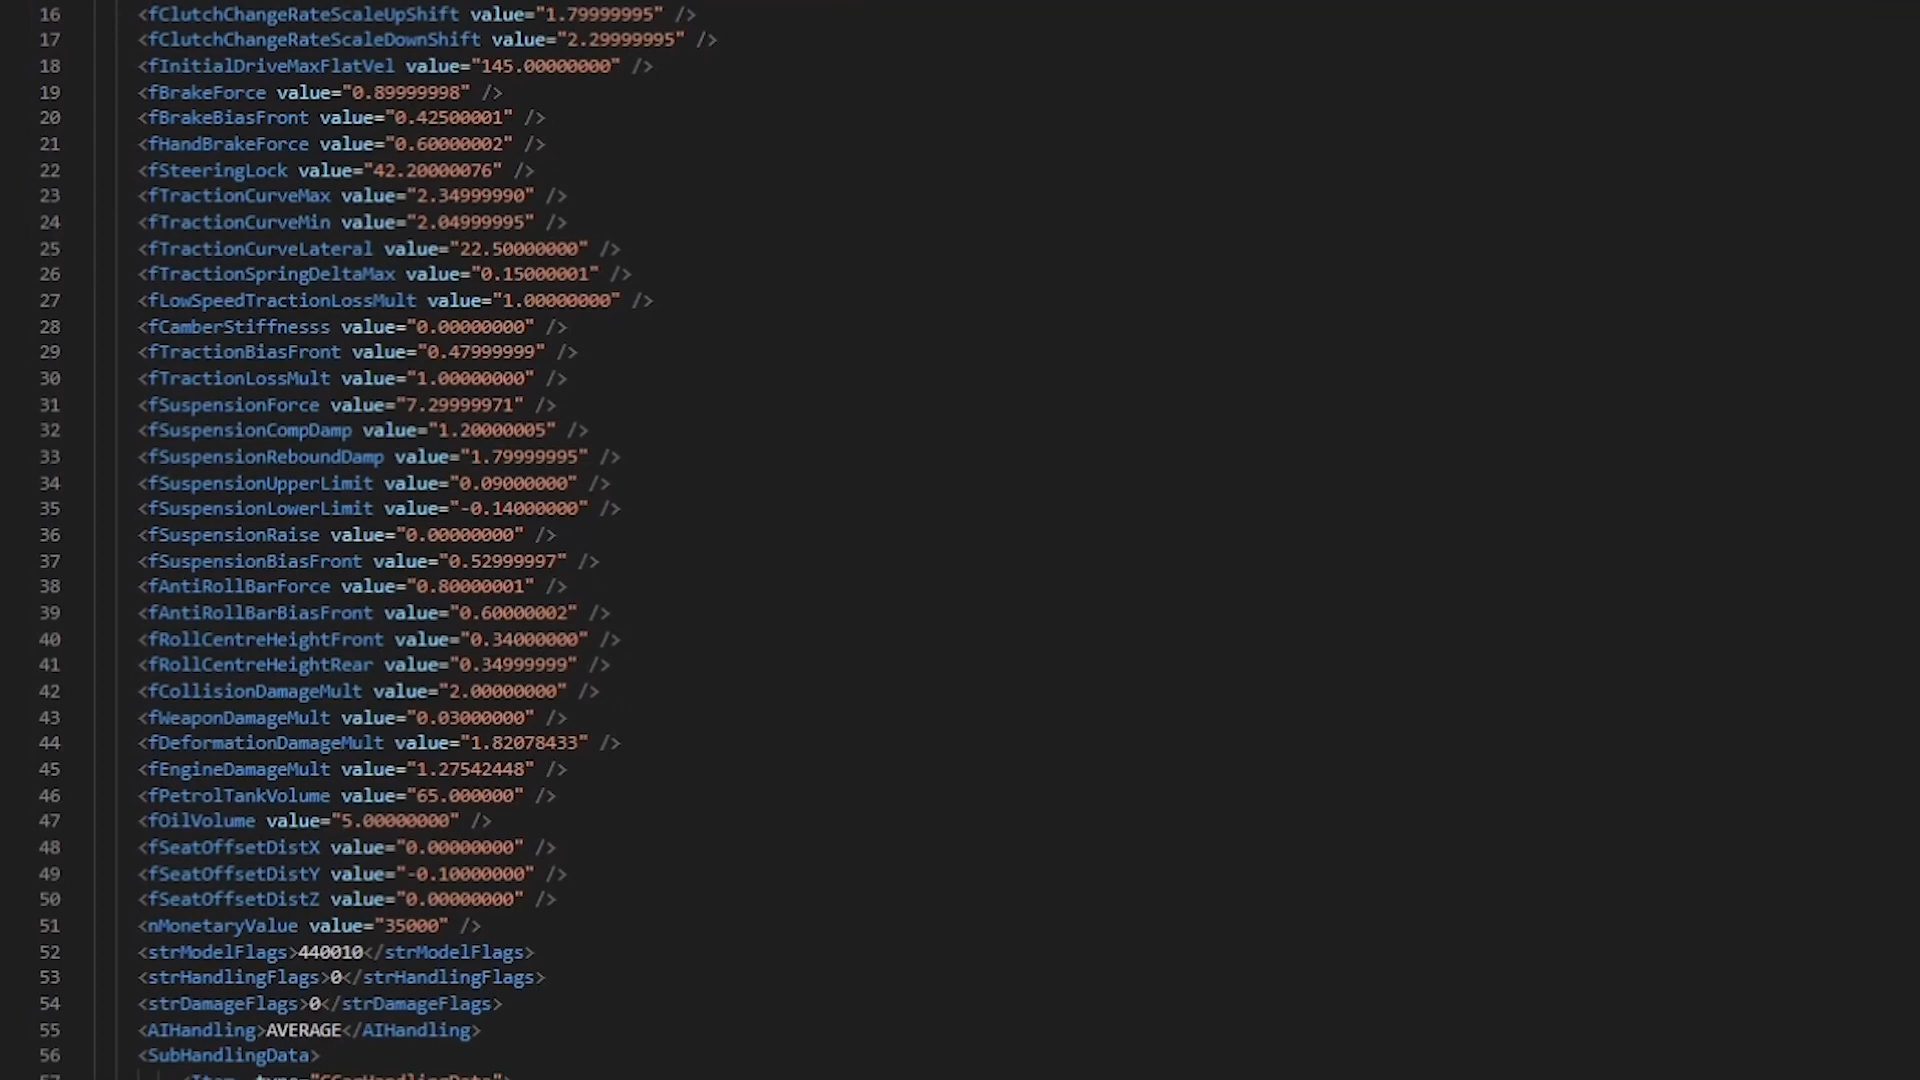 16 <fClutchChangeRateScaleUpShift value="1.79999995" />
17 <fClutchChangeRateScaleDownShift value="2.29999995" />
18 <fInitialDriveMaxFlatVel value="145.00000000" />
19 <fBrakeForce value="0.89999998" />
20 <fBrakeBiasFront value="0.42500001" />
21 <fHandBrakeForce value="0.60000002" />
22 <fSteeringLock value="42.20000076" />
23 <fTractionCurveMax value="2.34999990" />
24 <fTractionCurveMin value="2.04999995" />
25 <fTractionCurveLateral value="22.50000000" />
26 <fTractionSpringDeltaMax value="0.15000001" />
27 <fLowSpeedTractionLossMult value="1.00000000" />
28 <fCamberStiffnesss value="0.00000000" />
29 <fTractionBiasFront value="0.47999999" />
30 <fTractionLossMult value="1.00000000" />
31 <fSuspensionForce value="7.29999971" />
32 <fSuspensionCompDamp value="1.20000005" />
33 <fSuspensionReboundDamp value="1.79999995" />
34 <fSuspensionUpperLimit value="0.09000000" />
35 <fSuspensionLowerLimit value="-0.14000000" />
36 <fSuspensionRaise value="0.00000000" />
37 <fSuspensionBiasFront value="0.52999997" />
38 <fAntiRollBarForce value="0.80000001" />
39 <fAntiRollBarBiasFront value="0.60000002" />
40 <fRollCentreHeightFront value="0.34000000" />
41 <fRollCentreHeightRear value="0.34999999" />
42 <fCollisionDamageMult value="2.00000000" />
43 <fWeaponDamageMult value="0.03000000" />
44 <fDeformationDamageMult value="1.82078433" />
45 <fEngineDamageMult value="1.27542448" />
46 <fPetrolTankVolume value="65.000000" />
47 <fOilVolume value="5.00000000" />
48 <fSeatOffsetDistX value="0.00000000" />
49 <fSeatOffsetDistY value="-0.10000000" />
50 <fSeatOffsetDistZ value="0.00000000" />
51 <nMonetaryValue value="35000" />
52 <strModelFlags>440010</strModelFlags>
53 <strHandlingFlags>0</strHandlingFlags>
54 <strDamageFlags>0</strDamageFlags>
55 <AIHandling>AVERAGE</AIHandling>
56 <SubHandlingData>